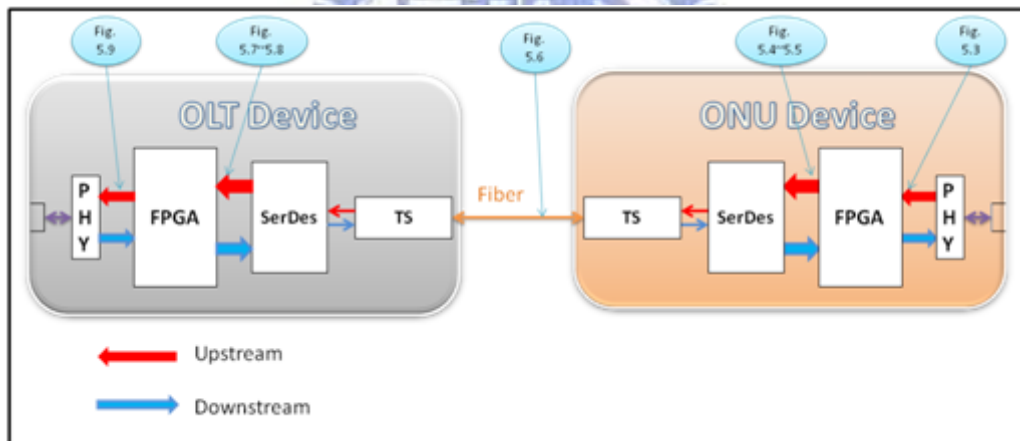 Fig.
5.9
Fig.
5.7~5.8
Fig.
5.6
Fig.
5.4~5.5
Fig.
5.3
OLT Device
ONU Device
P
H
Y
FPGA
SerDes
TS
Fiber
TS
SerDes
FPGA
P
H
Y
Upstream
Downstream